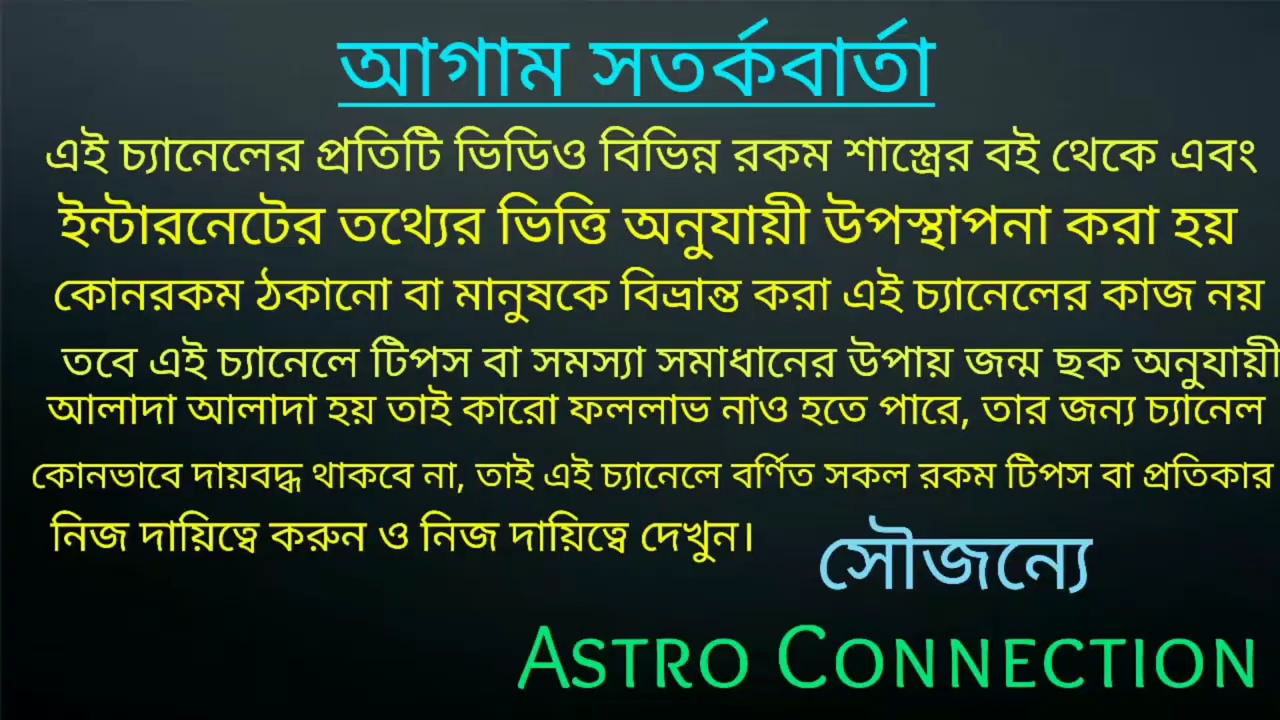 আগাম সতর্কবার্তা
এই চ্যানেলের প্রতিটি ভিডিও বিভিন্ন রকম শাস্ত্রের বই থেকে এবং
ইন্টারনেটের তথ্যের ভিত্তি অনুযায়ী উপস্থাপনা করা হয়
কোনরকম ঠকানো বা মানুষকে বিভ্রান্ত করা এই চ্যানেলের কাজ নয়
তবে এই চ্যানেলে টিপস বা সমস্যা সমাধানের উপায় জন্ম ছক অনুযায়ী
আলাদা আলাদা হয় তাই কারো ফললাভ নাও হতে পারে, তার জন্য চ্যানেল
কোনভাবে দায়বদ্ধ থাকবে না, তাই এই চ্যানেলে বর্ণিত সকল রকম টিপস বা প্রতিকার
নিজ দায়িত্বে করুন ও নিজ দায়িত্বে দেখুন।
সৌজন্যে
ASTRO CONNECTION